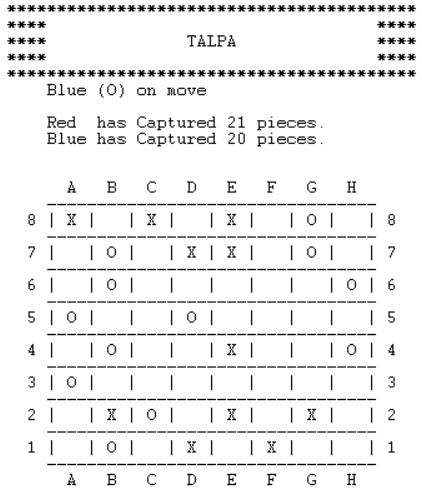 ******************************************
**** ****
**** TALPA ****
**** ****
******************************************
Blue (O) on move
Red has Captured 21 pieces.
Blue has Captured 20 pieces.
A B C D E F G H
8 | X | | X | | X | | O | | 8
7 | | O | | X | X | | O | | 7
6 | | O | | | | | | O | 6
5 | O | | | O | | | | | 5
4 | | O | | | X | | | O | 4
3 | O | | | | | | | | 3
2 | | X | O | | X | | X | | 2
1 | | O | | X | | X | | | 1
A B C D E F G H